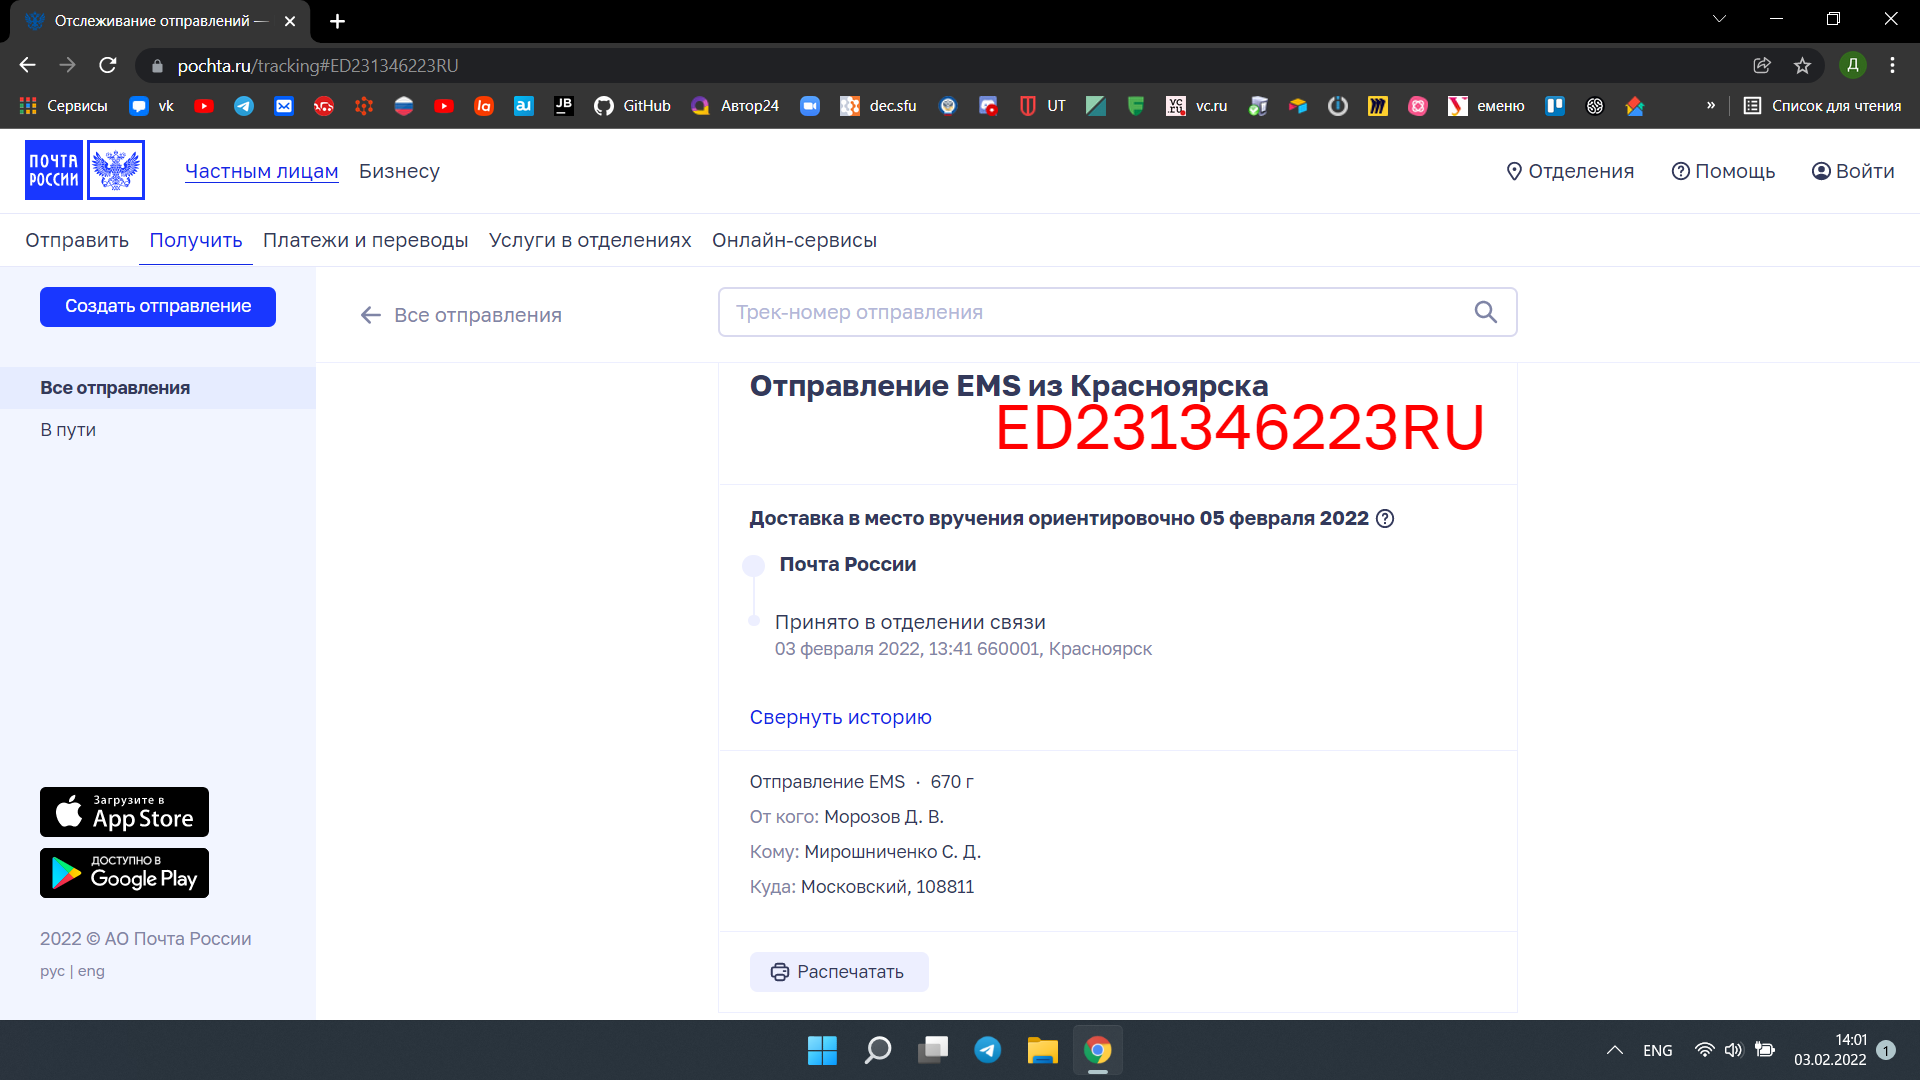 Отслеживание отправлений —
pochta.ru/tracking#ED231346223RU
Д
Сервисы
vk
GitHub
Автор24
dec.sfu
UT
vc.ru
еменю
»
Список для чтения
ПОЧТА
РОССИИ
Частным лицам
Бизнесу
Отделения
Помощь
Войти
Отправить
Получить
Платежи и переводы
Услуги в отделениях
Онлайн-сервисы
Создать отправление
Все отправления
Трек-номер отправления
Все отправления
В пути
Отправление EMS из Красноярска
ED231346223RU
Доставка в место вручения ориентировочно 05 февраля 2022
Почта России
Принято в отделении связи
03 февраля 2022, 13:41 660001, Красноярск
Свернуть историю
Отправление EMS · 670 г
От кого: Морозов Д. В.
Кому: Мирошниченко С. Д.
Куда: Московский, 108811
Распечатать
Загрузите в
App Store
ДОСТУПНО В
Google Play
2022 © АО Почта России
рус | eng
ENG
14:01
03.02.2022
1